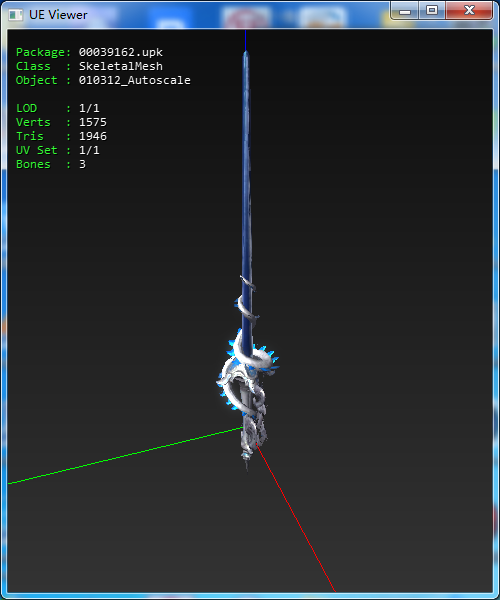 UE Viewer
Package: 00039162.upk
Class : SkeletalMesh
Object : 010312_Autoscale
LOD : 1/1
Verts : 1575
Tris : 1946
UV Set : 1/1
Bones : 3